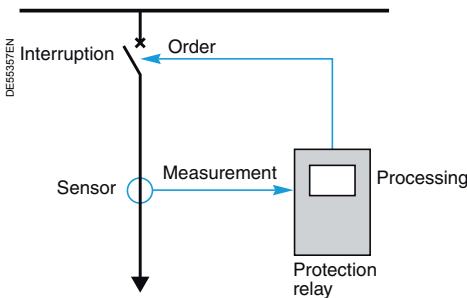 DE55357EN
Interruption
Order
Sensor
Measurement
Processing
Protection
relay